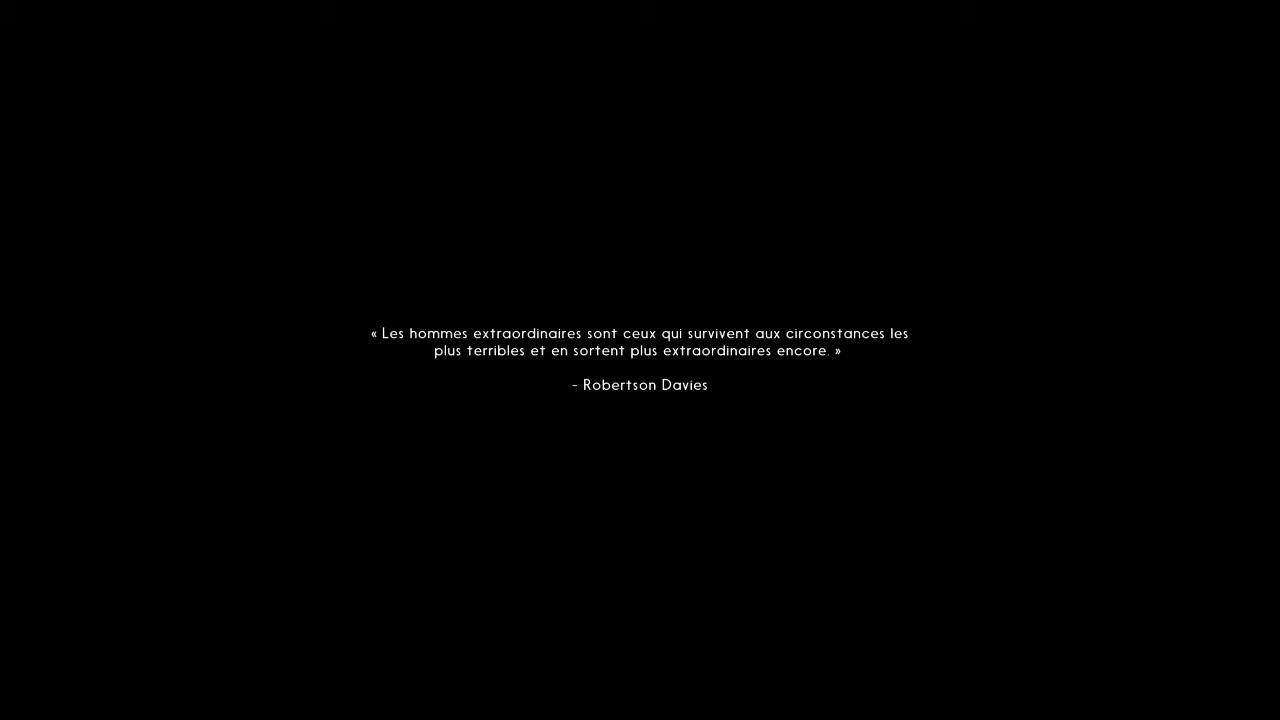 « Les hommes extraordinaires sont ceux qui survivent aux circonstances les
plus terribles et en sortent plus extraordinaires encore. »
- Robertson Davies